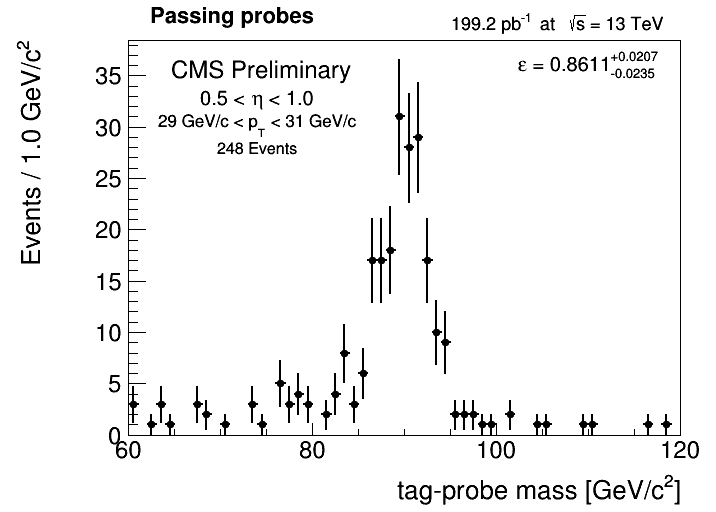 Passing probes
199.2 pb⁻¹ at √s = 13 TeV
CMS Preliminary
0.5 < η < 1.0
29 GeV/c < p_T < 31 GeV/c
248 Events
ε = 0.8611 +0.0207 -0.0235
Events / 1.0 GeV/c²
35
30
25
20
15
10
5
0
60 80 100 120
tag-probe mass [GeV/c²]